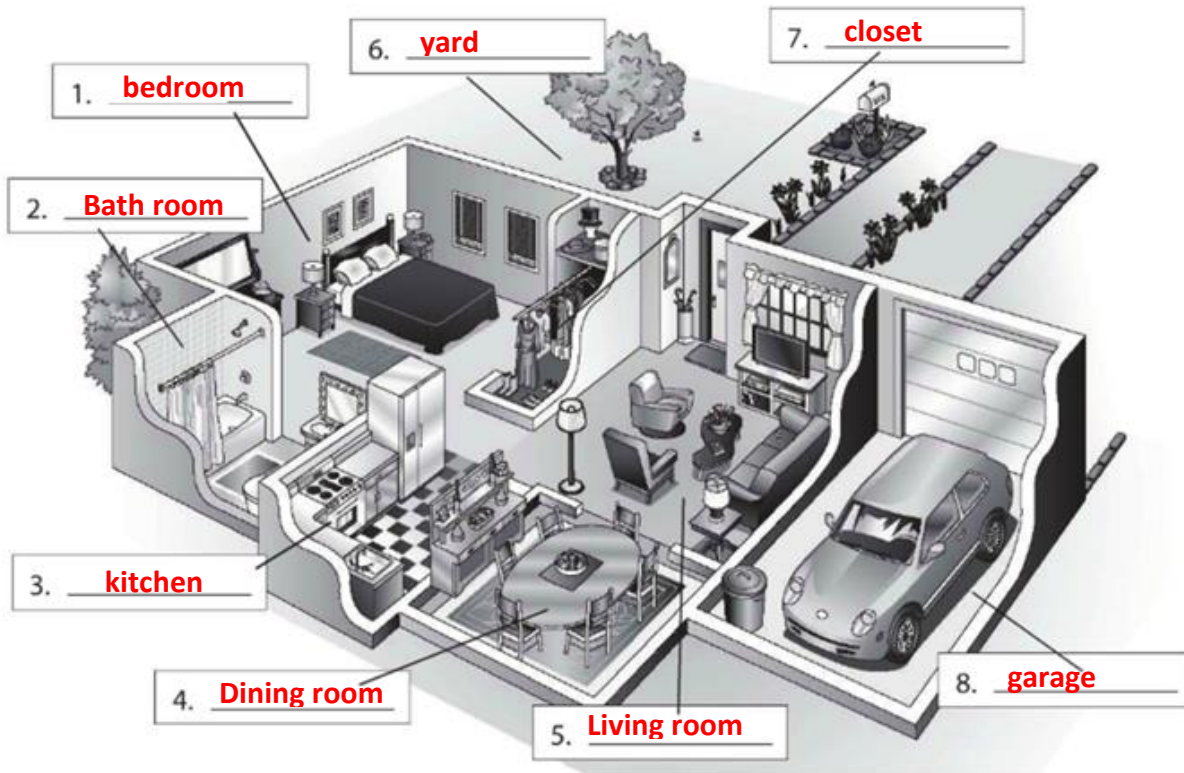 1. bedroom
2. Bath room
3. kitchen
4. Dining room
5. Living room
6. yard
7. closet
8. garage